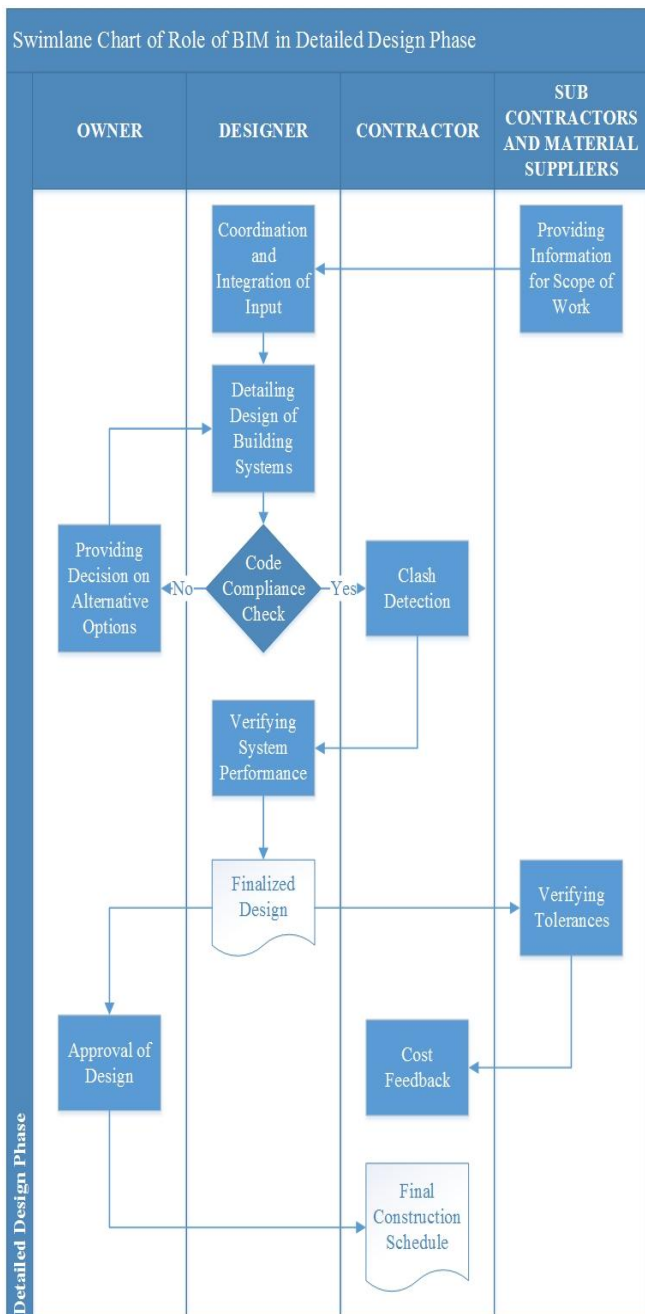 Swimlane Chart of Role of BIM in Detailed Design Phase
OWNER
DESIGNER
CONTRACTOR
SUB
CONTRACTORS
AND MATERIAL
SUPPLIERS
Coordination
and
Integration of
Input
Providing
Information
for Scope of
Work
Detailing
Design of
Building
Systems
Providing
Decision on
Alternative
Options
No
Code
Compliance
Check
Yes
Clash
Detection
Verifying
System
Performance
Finalized
Design
Verifying
Tolerances
Approval of
Design
Cost
Feedback
Final
Construction
Schedule
Detailed Design Phase